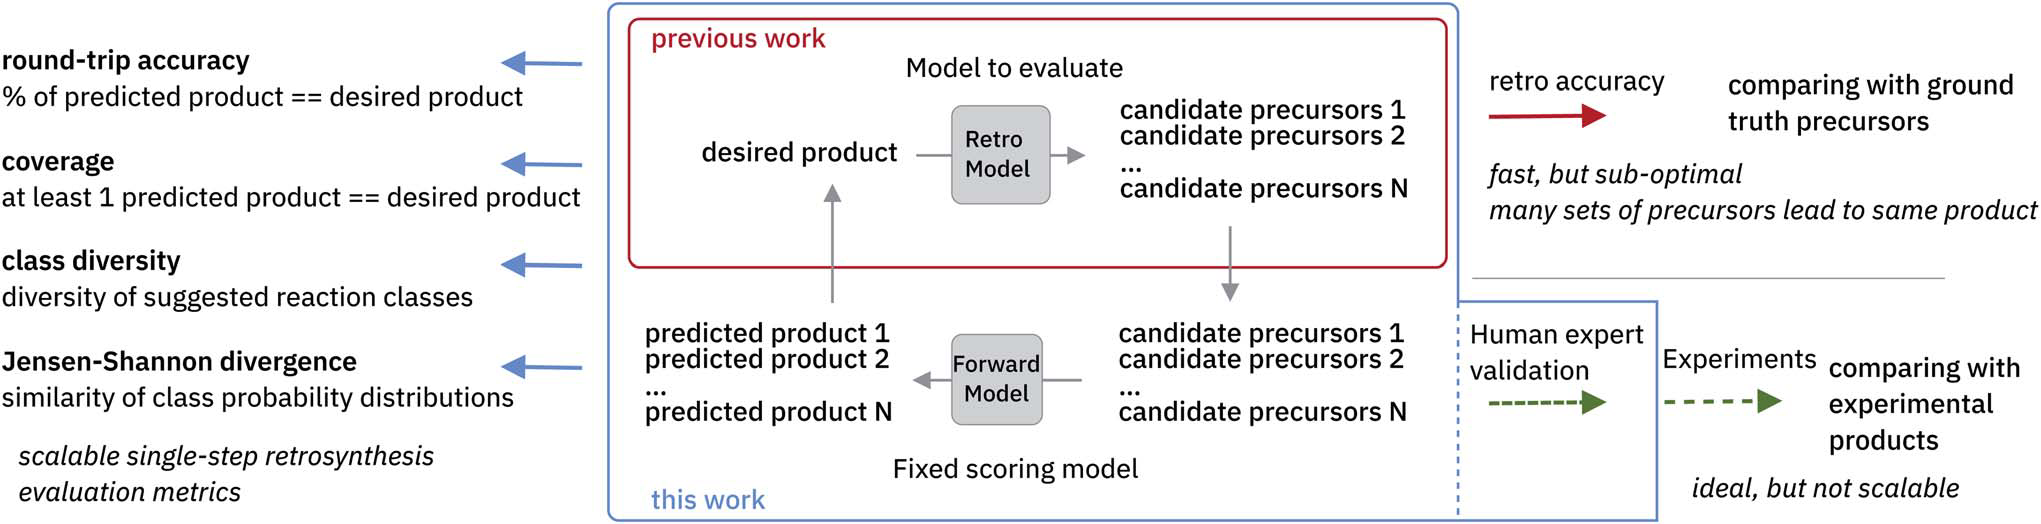 round-trip accuracy
% of predicted product == desired product
coverage
at least 1 predicted product == desired product
class diversity
diversity of suggested reaction classes
Jensen-Shannon divergence
similarity of class probability distributions
scalable single-step retrosynthesis
evaluation metrics
previous work
Model to evaluate
desired product
Retro
Model
candidate precursors 1
candidate precursors 2
...
candidate precursors N
predicted product 1
predicted product 2
...
predicted product N
Forward
Model
candidate precursors 1
candidate precursors 2
...
candidate precursors N
Fixed scoring model
this work
retro accuracy
comparing with ground
truth precursors
fast, but sub-optimal
many sets of precursors lead to same product
Human expert
validation
Experiments
comparing with
experimental
products
ideal, but not scalable